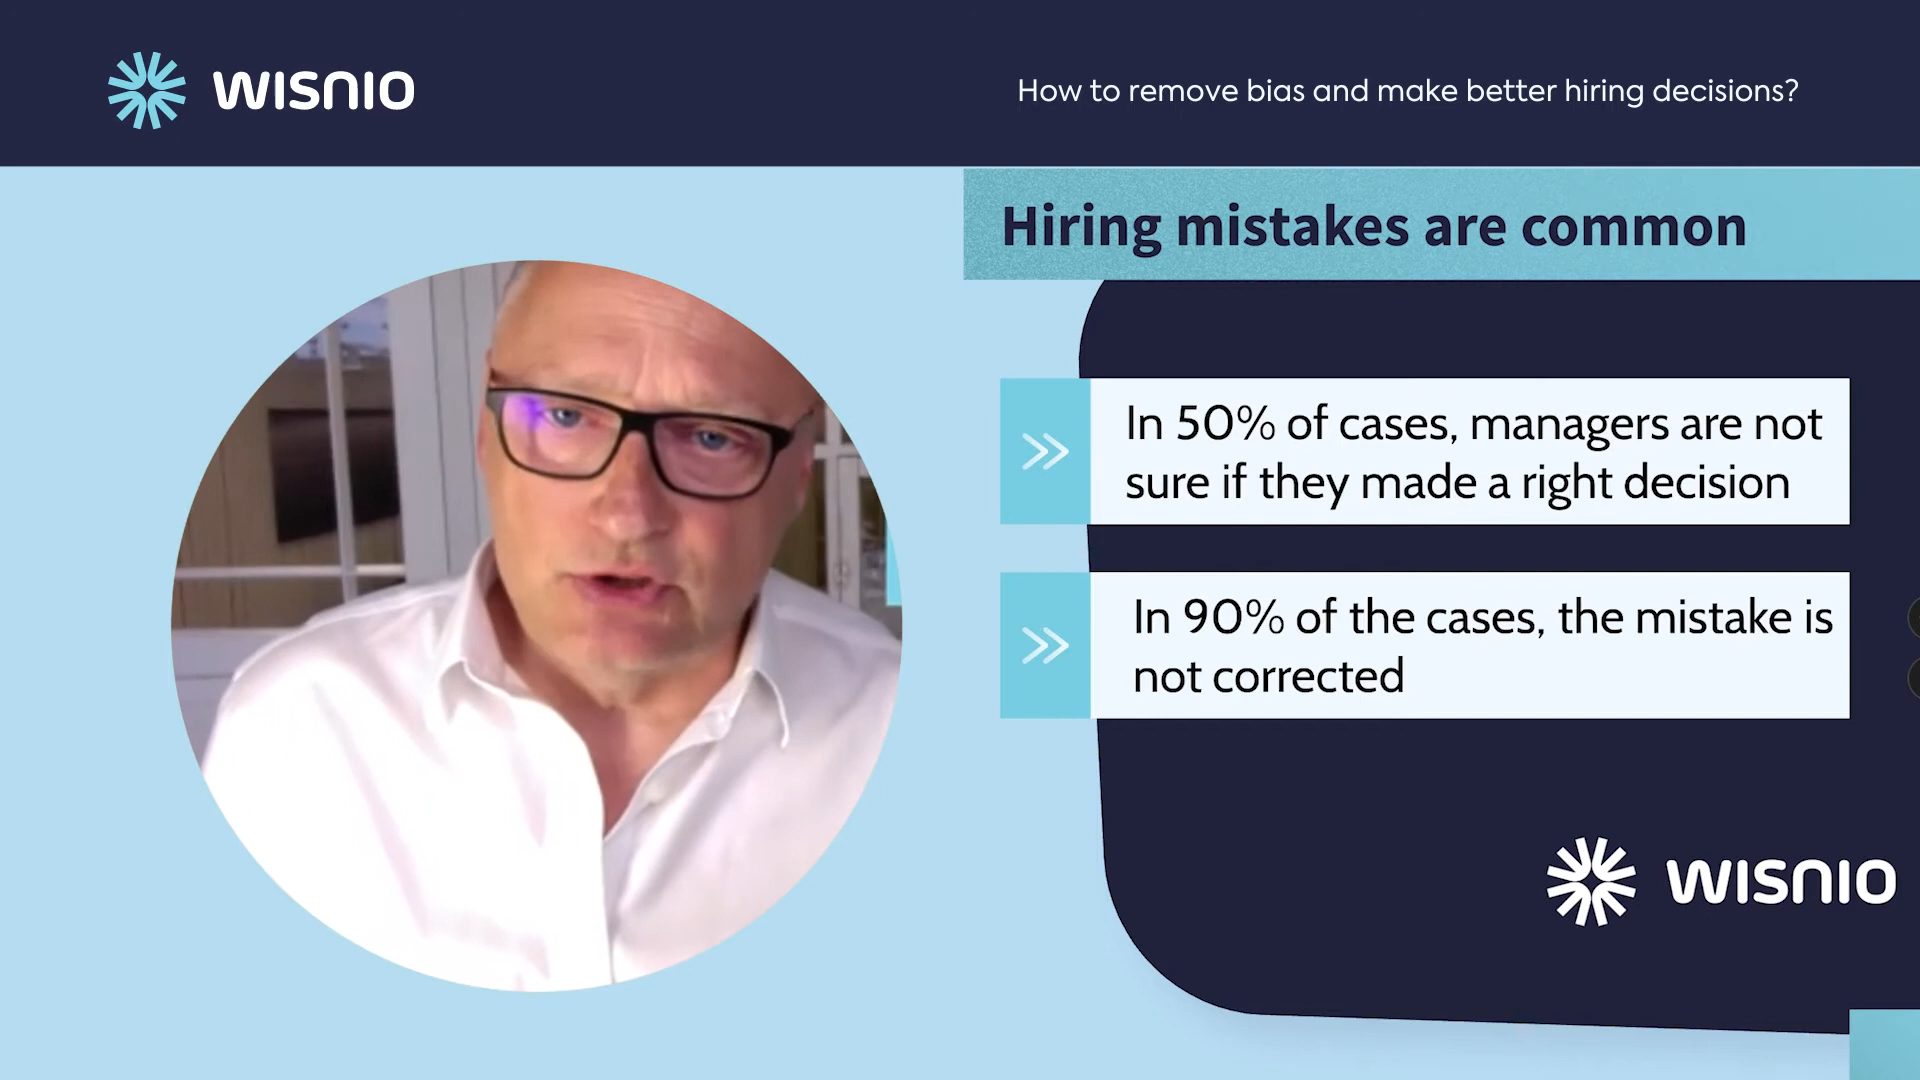 WISNIO
How to remove bias and make better hiring decisions?
Hiring mistakes are common
In 50% of cases, managers are not
sure if they made a right decision
In 90% of the cases, the mistake is
not corrected
WISNIO